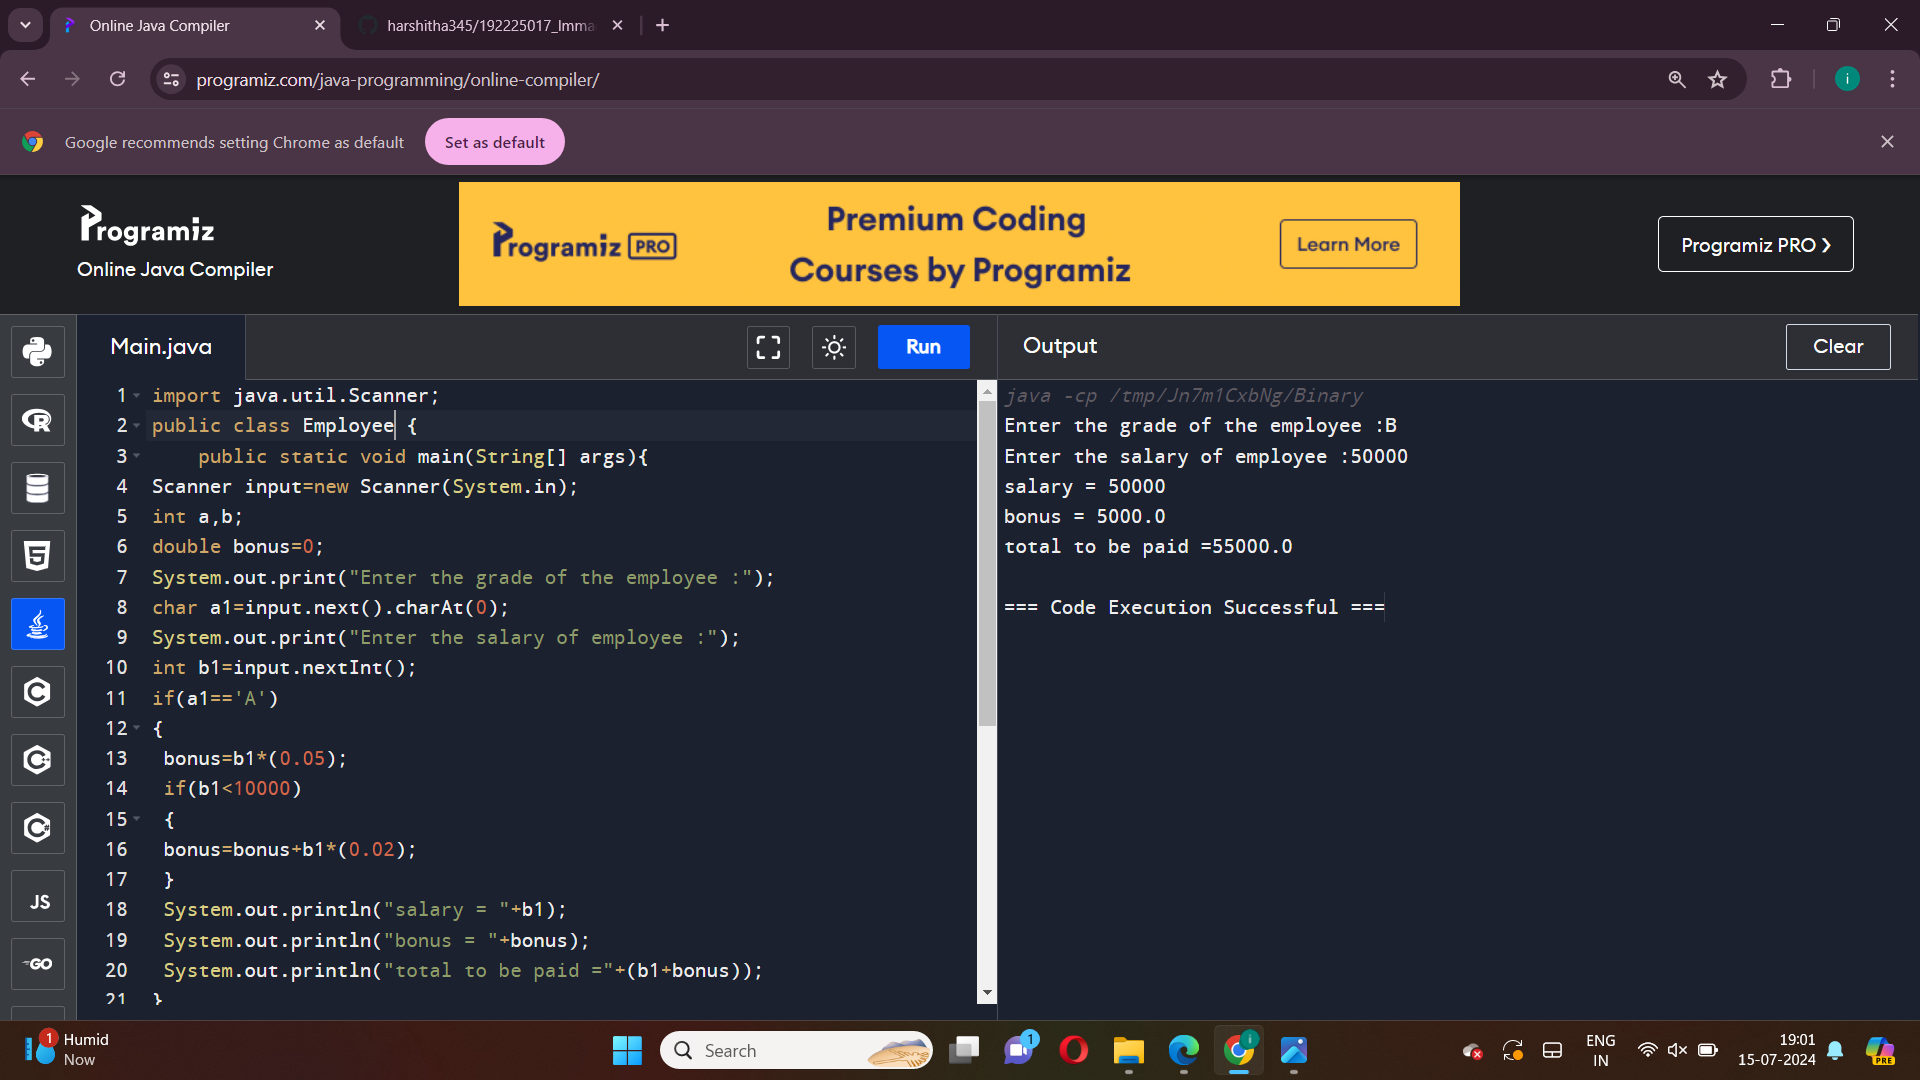 Online Java Compiler
harshitha345/192225017_Imma
programiz.com/java-programming/online-compiler/
i
Google recommends setting Chrome as default
Set as default
Programiz
Online Java Compiler
Programiz PRO
Premium Coding
Courses by Programiz
Learn More
Programiz PRO ❯
Main.java
Run
Output
Clear
1 import java.util.Scanner;
2 public class Employee {
3     public static void main(String[] args){
4 Scanner input=new Scanner(System.in);
5 int a,b;
6 double bonus=0;
7 System.out.print("Enter the grade of the employee :");
8 char a1=input.next().charAt(0);
9 System.out.print("Enter the salary of employee :");
10 int b1=input.nextInt();
11 if(a1=='A')
12 {
13  bonus=b1*(0.05);
14  if(b1<10000)
15  {
16  bonus=bonus+b1*(0.02);
17  }
18  System.out.println("salary = "+b1);
19  System.out.println("bonus = "+bonus);
20  System.out.println("total to be paid ="+(b1+bonus));
21 }
java -cp /tmp/Jn7m1CxbNg/Binary
Enter the grade of the employee :B
Enter the salary of employee :50000
salary = 50000
bonus = 5000.0
total to be paid =55000.0
=== Code Execution Successful ===
R
5
C
C++
C#
JS
GO
1
Humid
Now
Search
1
i
ENG
IN
19:01
15-07-2024
PRE